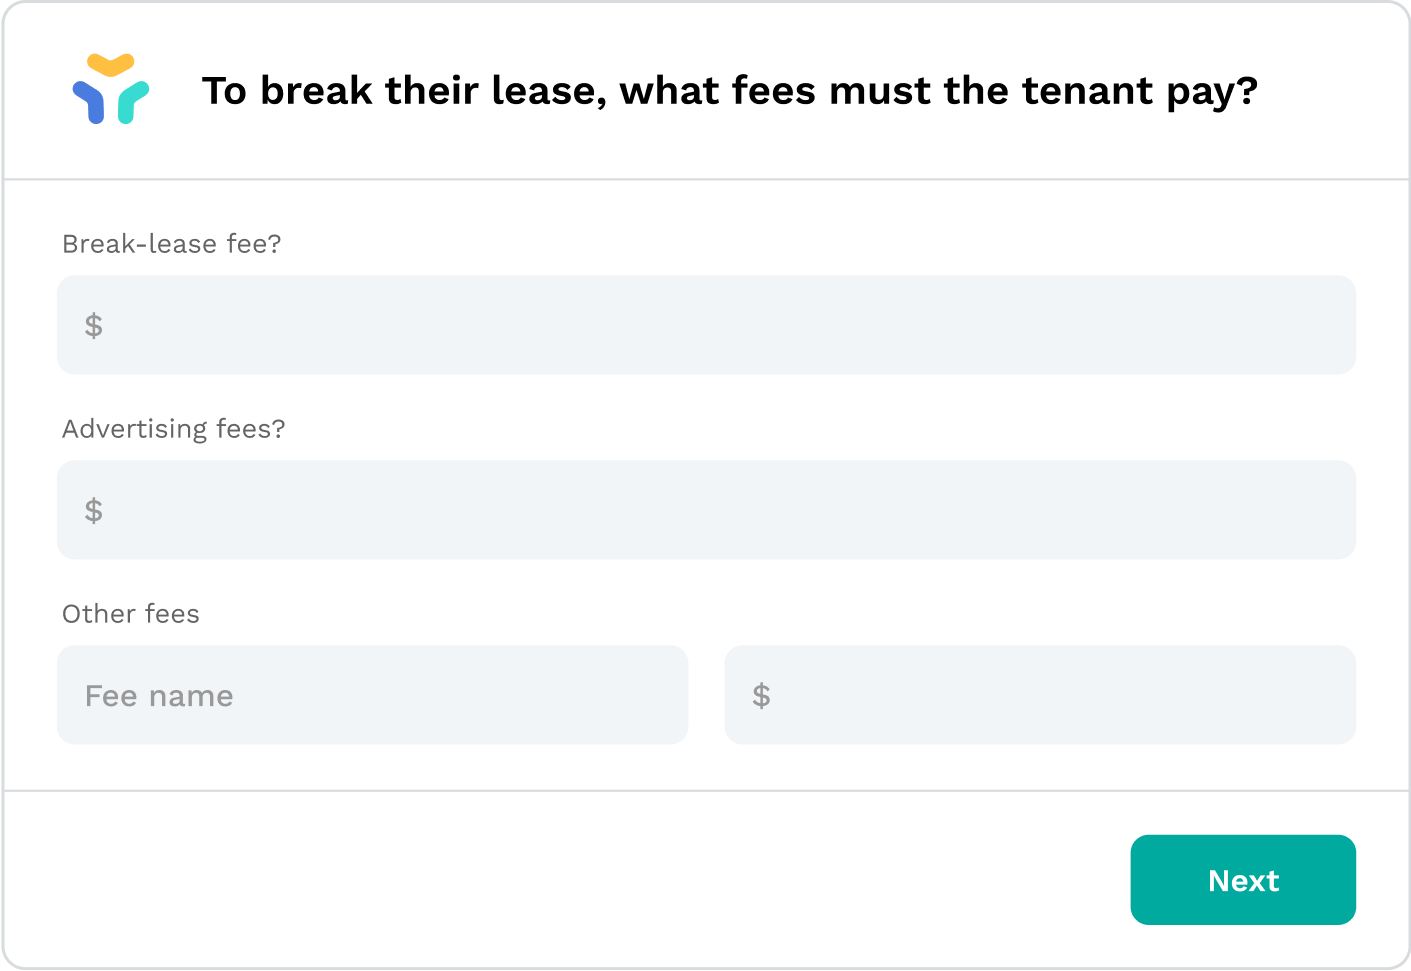 To break their lease, what fees must the tenant pay?
Break-lease fee?
$
Advertising fees?
$
Other fees
Fee name
$
Next